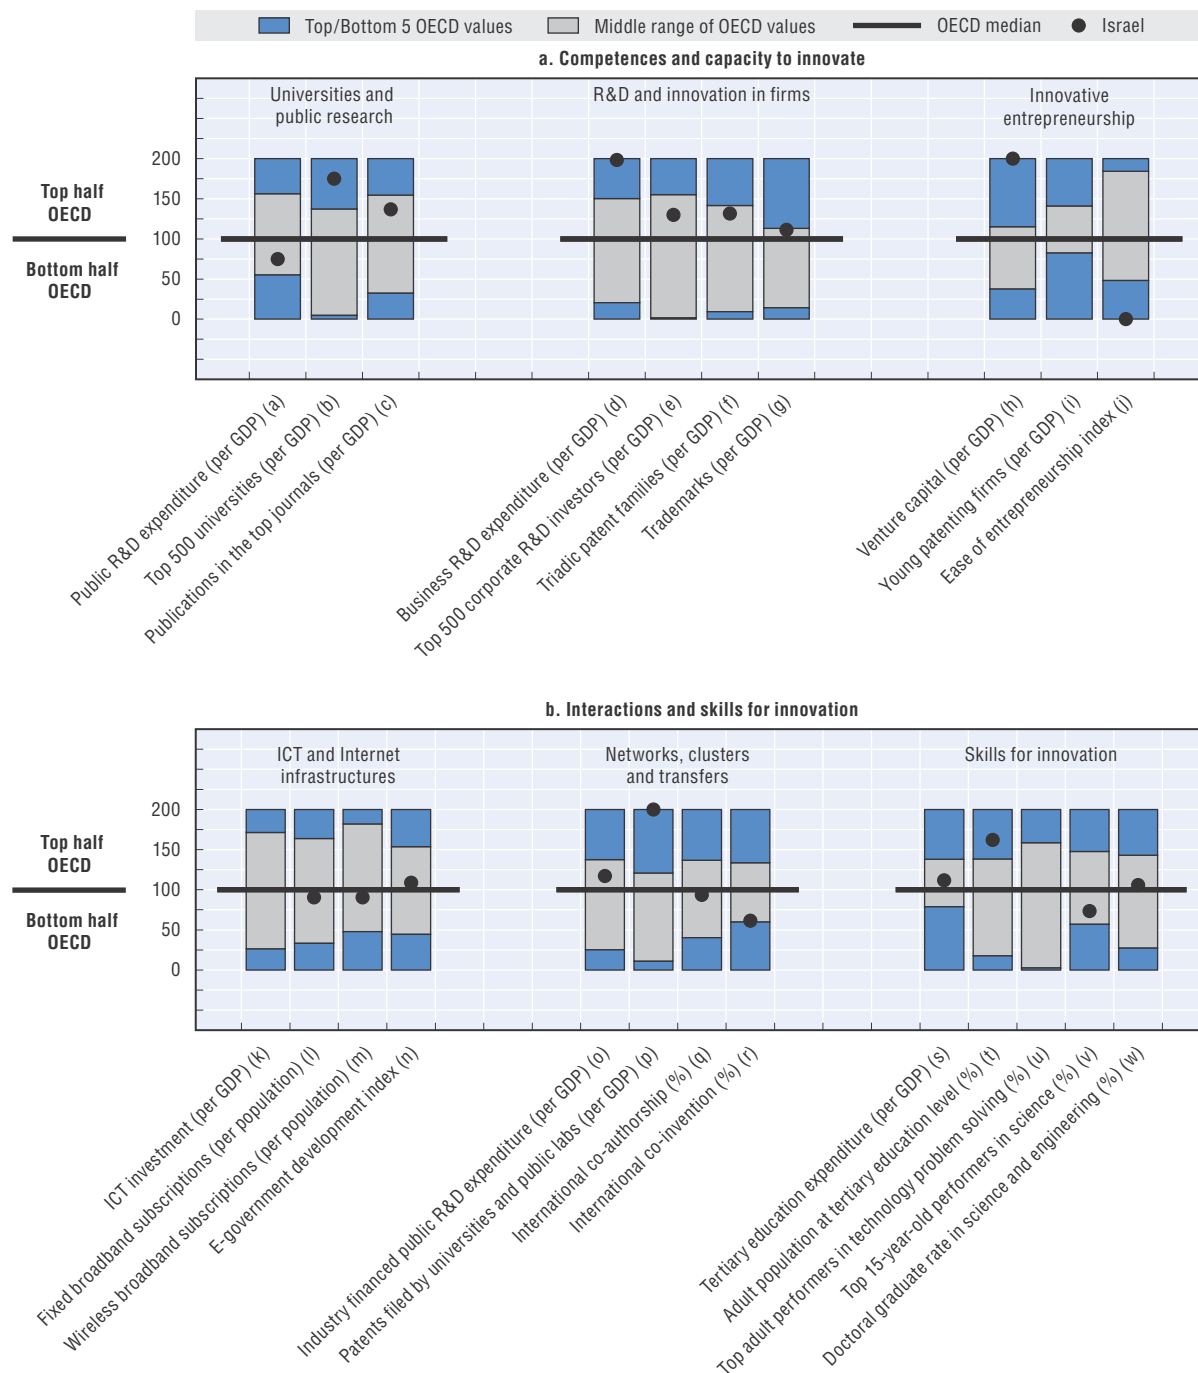 Top/Bottom 5 OECD values
Middle range of OECD values
OECD median
Israel
a. Competences and capacity to innovate
Universities and
public research
R&D and innovation in firms
Innovative
entrepreneurship
200
150
100
50
0
Top half
OECD
Bottom half
OECD
Public R&D expenditure (per GDP) (a)
Top 500 universities (per GDP) (b)
Publications in the top journals (per GDP) (c)
Business R&D expenditure (per GDP) (d)
Top 500 corporate R&D investors (per GDP) (e)
Triadic patent families (per GDP) (f)
Trademarks (per GDP) (g)
Venture capital (per GDP) (h)
Young patenting firms (per GDP) (i)
Ease of entrepreneurship index (j)
b. Interactions and skills for innovation
ICT and Internet
infrastructures
Networks, clusters
and transfers
Skills for innovation
200
150
100
50
0
Top half
OECD
Bottom half
OECD
ICT investment (per GDP) (k)
Fixed broadband subscriptions (per population) (l)
Wireless broadband subscriptions (per population) (m)
E-government development index (n)
Industry financed public R&D expenditure (per GDP) (o)
Patents filed by universities and public labs (per GDP) (p)
International co-authorship (%) (q)
International co-invention (%) (r)
Tertiary education expenditure (per GDP) (s)
Adult population at tertiary education level (%) (t)
Top adult performers in technology problem solving (%) (u)
Top 15-year-old performers in science (%) (v)
Doctoral graduate rate in science and engineering (%) (w)